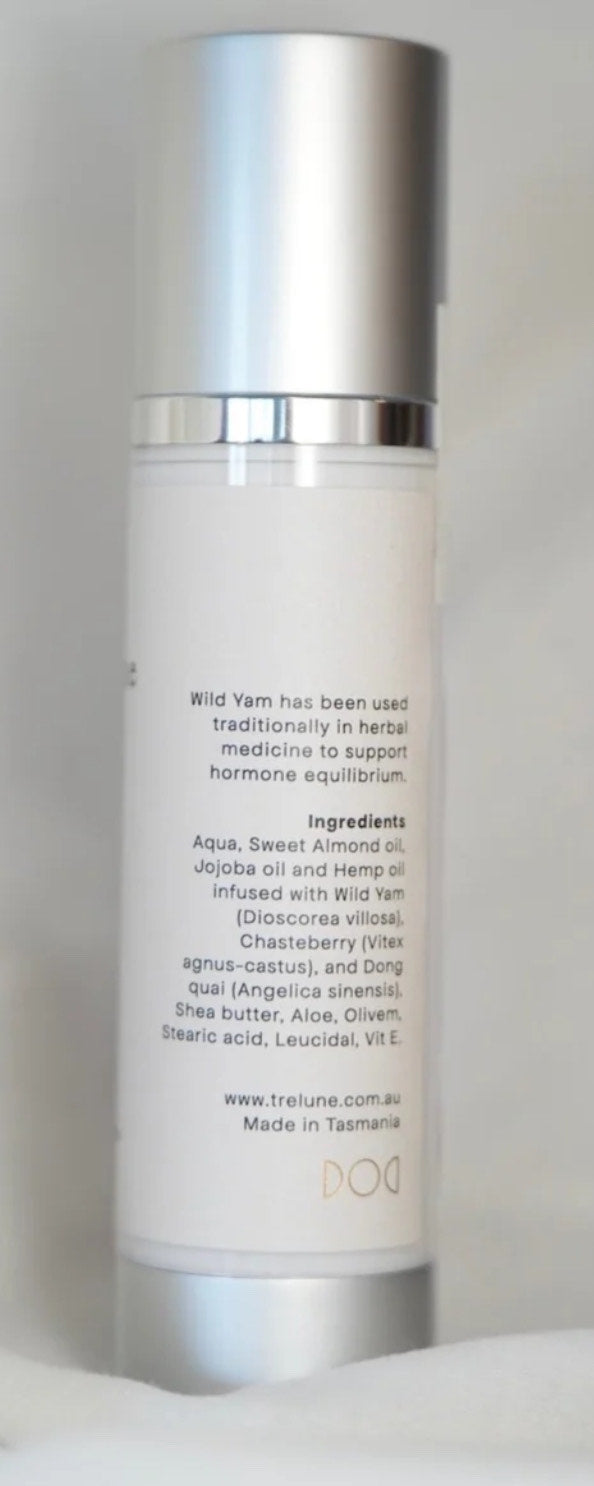 Wild Yam has been used
traditionally in herbal
medicine to support
hormone equilibrium.
Ingredients
Aqua, Sweet Almond oil,
Jojoba oil and Hemp oil
infused with Wild Yam
(Dioscorea villosa),
Chasteberry (Vitex
agnus-castus), and Dong
quai (Angelica sinensis),
Shea butter, Aloe, Olivem,
Stearic acid, Leucidal, Vit E.
www.trelune.com.au
Made in Tasmania